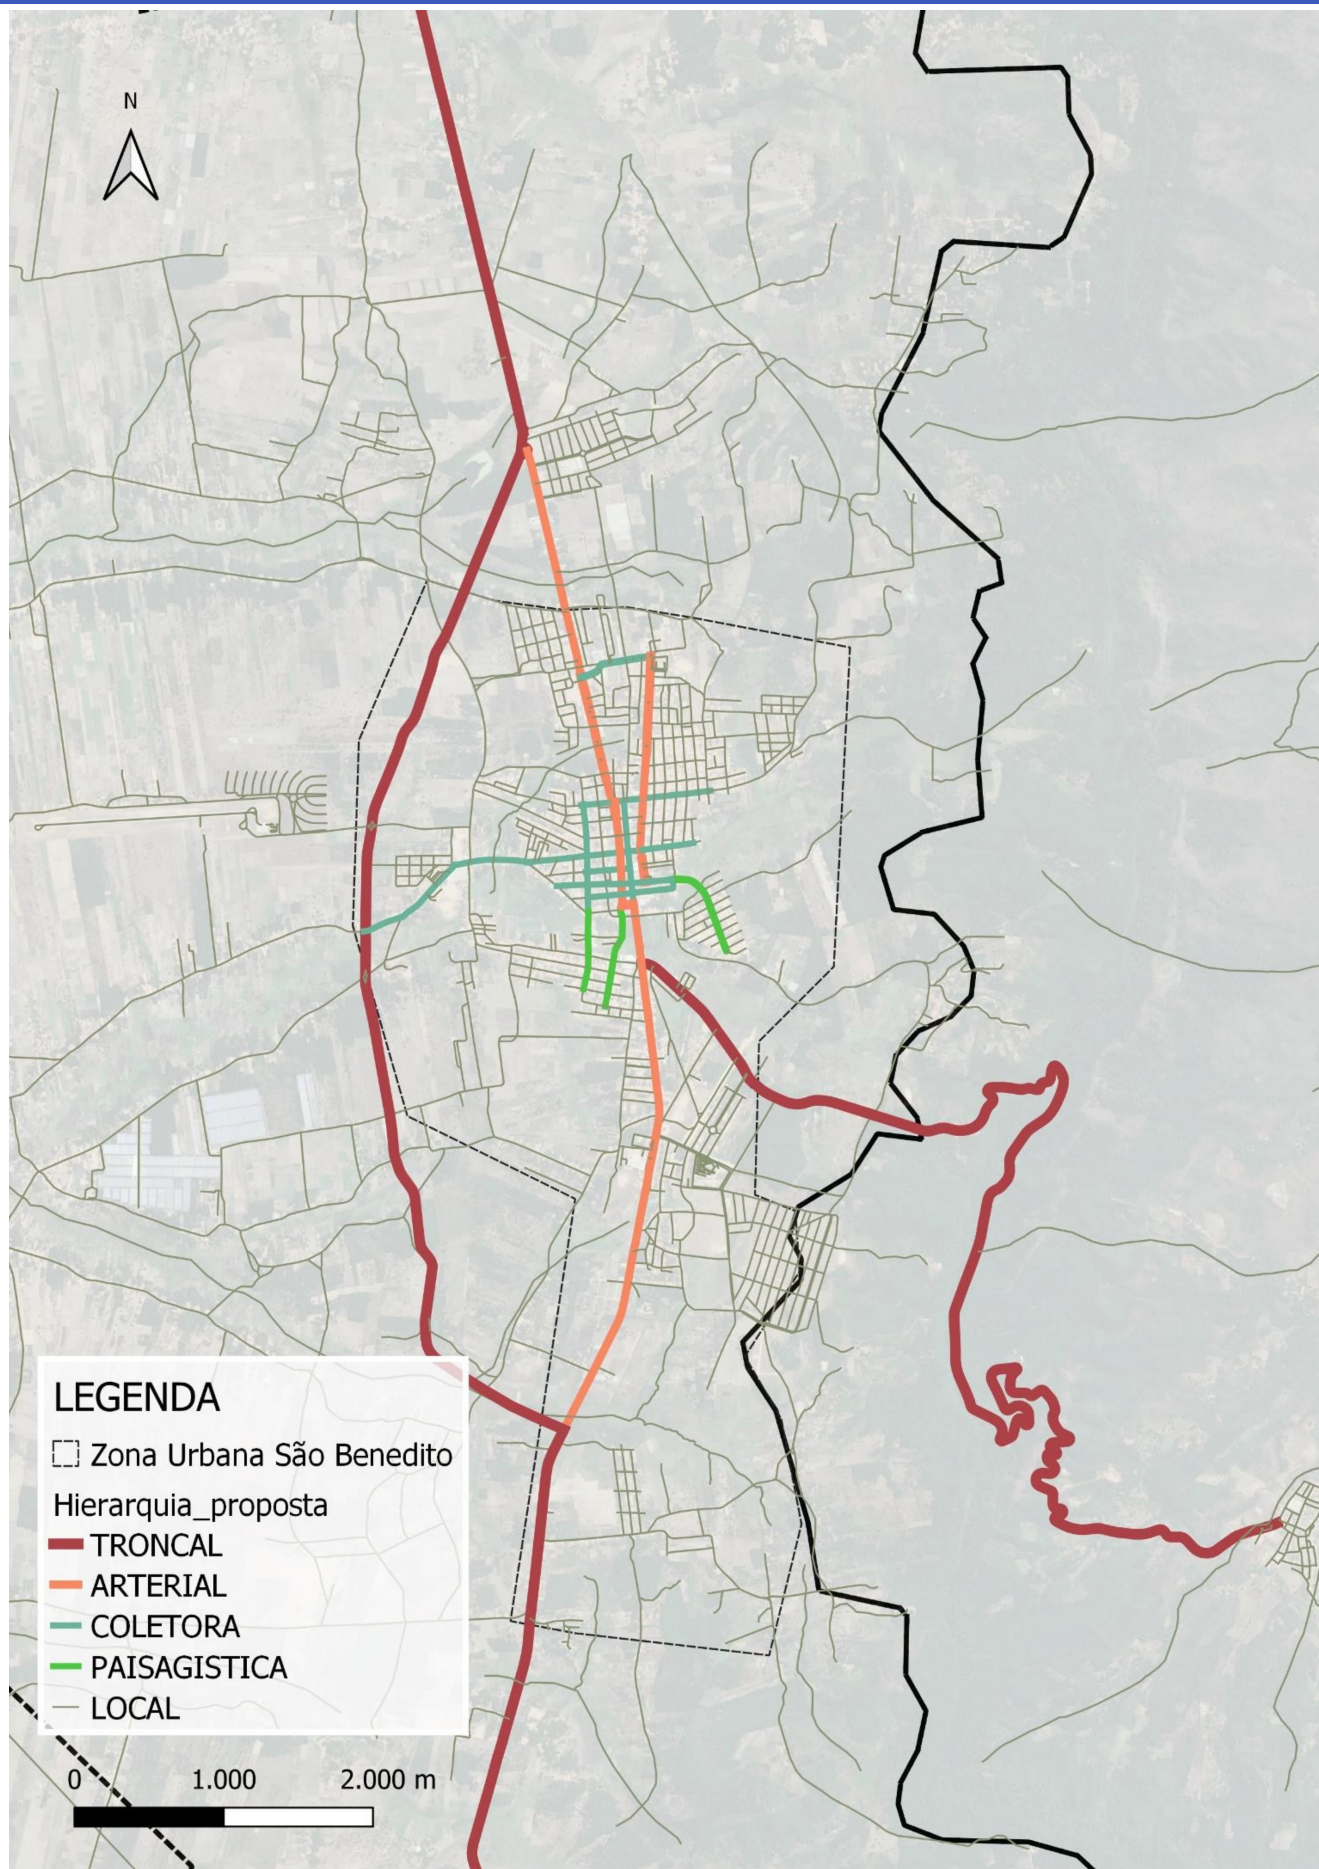 N
LEGENDA
Zona Urbana São Benedito
Hierarquia_proposta
TRONCAL
ARTERIAL
COLETORA
PAISAGISTICA
LOCAL
0 1.000 2.000 m